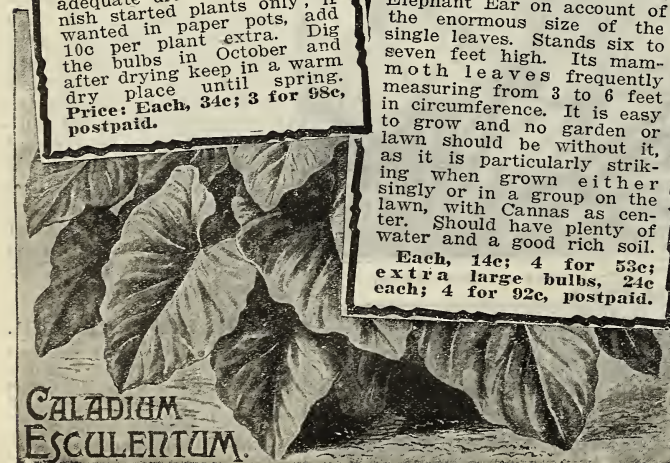 adequate
nish started plants only; if
wanted in paper pots, add
10c per plant extra. Dig
the bulbs in October and
after drying keep in a warm
dry place until spring.
Price: Each, 34c; 3 for 98c,
postpaid.
Elephant Ear on account of
the enormous size of the
single leaves. Stands six to
seven feet high. Its mam-
moth leaves frequently
measuring from 3 to 6 feet
in circumference. It is easy
to grow and no garden or
lawn should be without it,
as it is particularly strik-
ing when grown either
singly or in a group on the
lawn, with Cannas as cen-
ter. Should have plenty of
water and a good rich soil.
Each, 14c; 4 for 53c;
extra large bulbs, 24c
each; 4 for 92c, postpaid.
CALADIUM
ESCULENTUM.